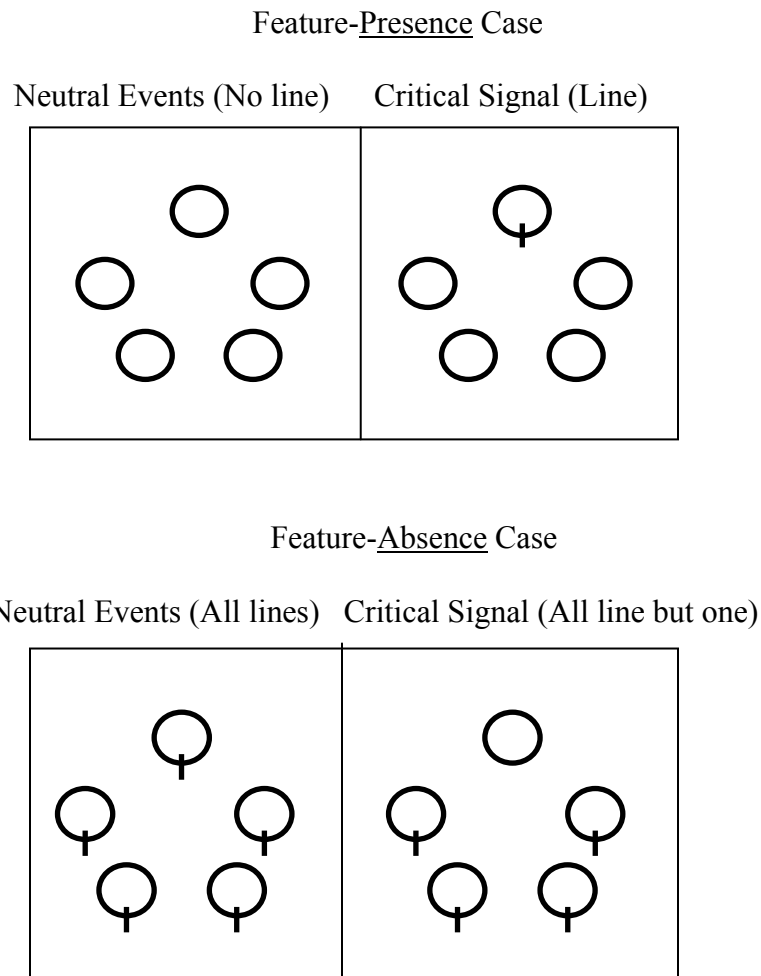 Feature-Presence Case
Neutral Events (No line) Critical Signal (Line)
Feature-Absence Case
Neutral Events (All lines) Critical Signal (All line but one)